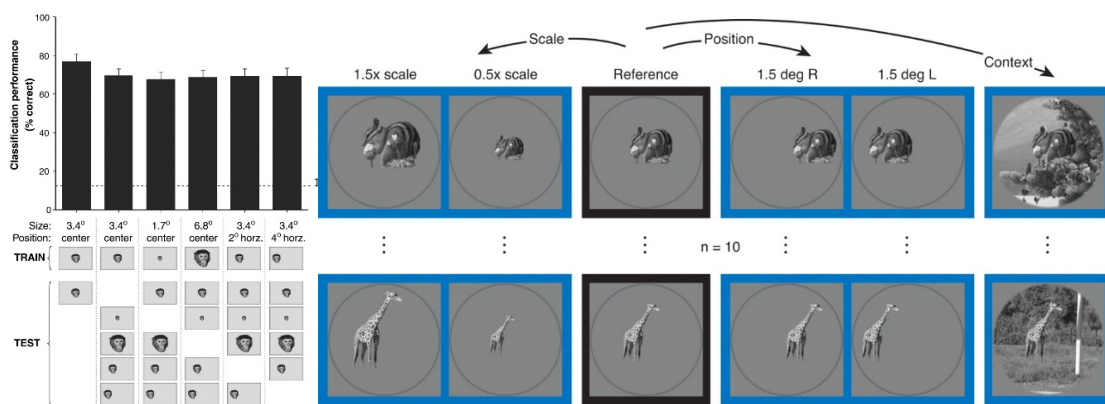 Classification performance
(% correct)
100
80
60
40
20
0
Size: 3.4° 3.4° 1.7° 6.8° 3.4° 3.4°
Position: center center center center 2° horz. 4° horz.
TRAIN
TEST
Scale
Position
Context
1.5x scale
0.5x scale
Reference
1.5 deg R
1.5 deg L
n = 10